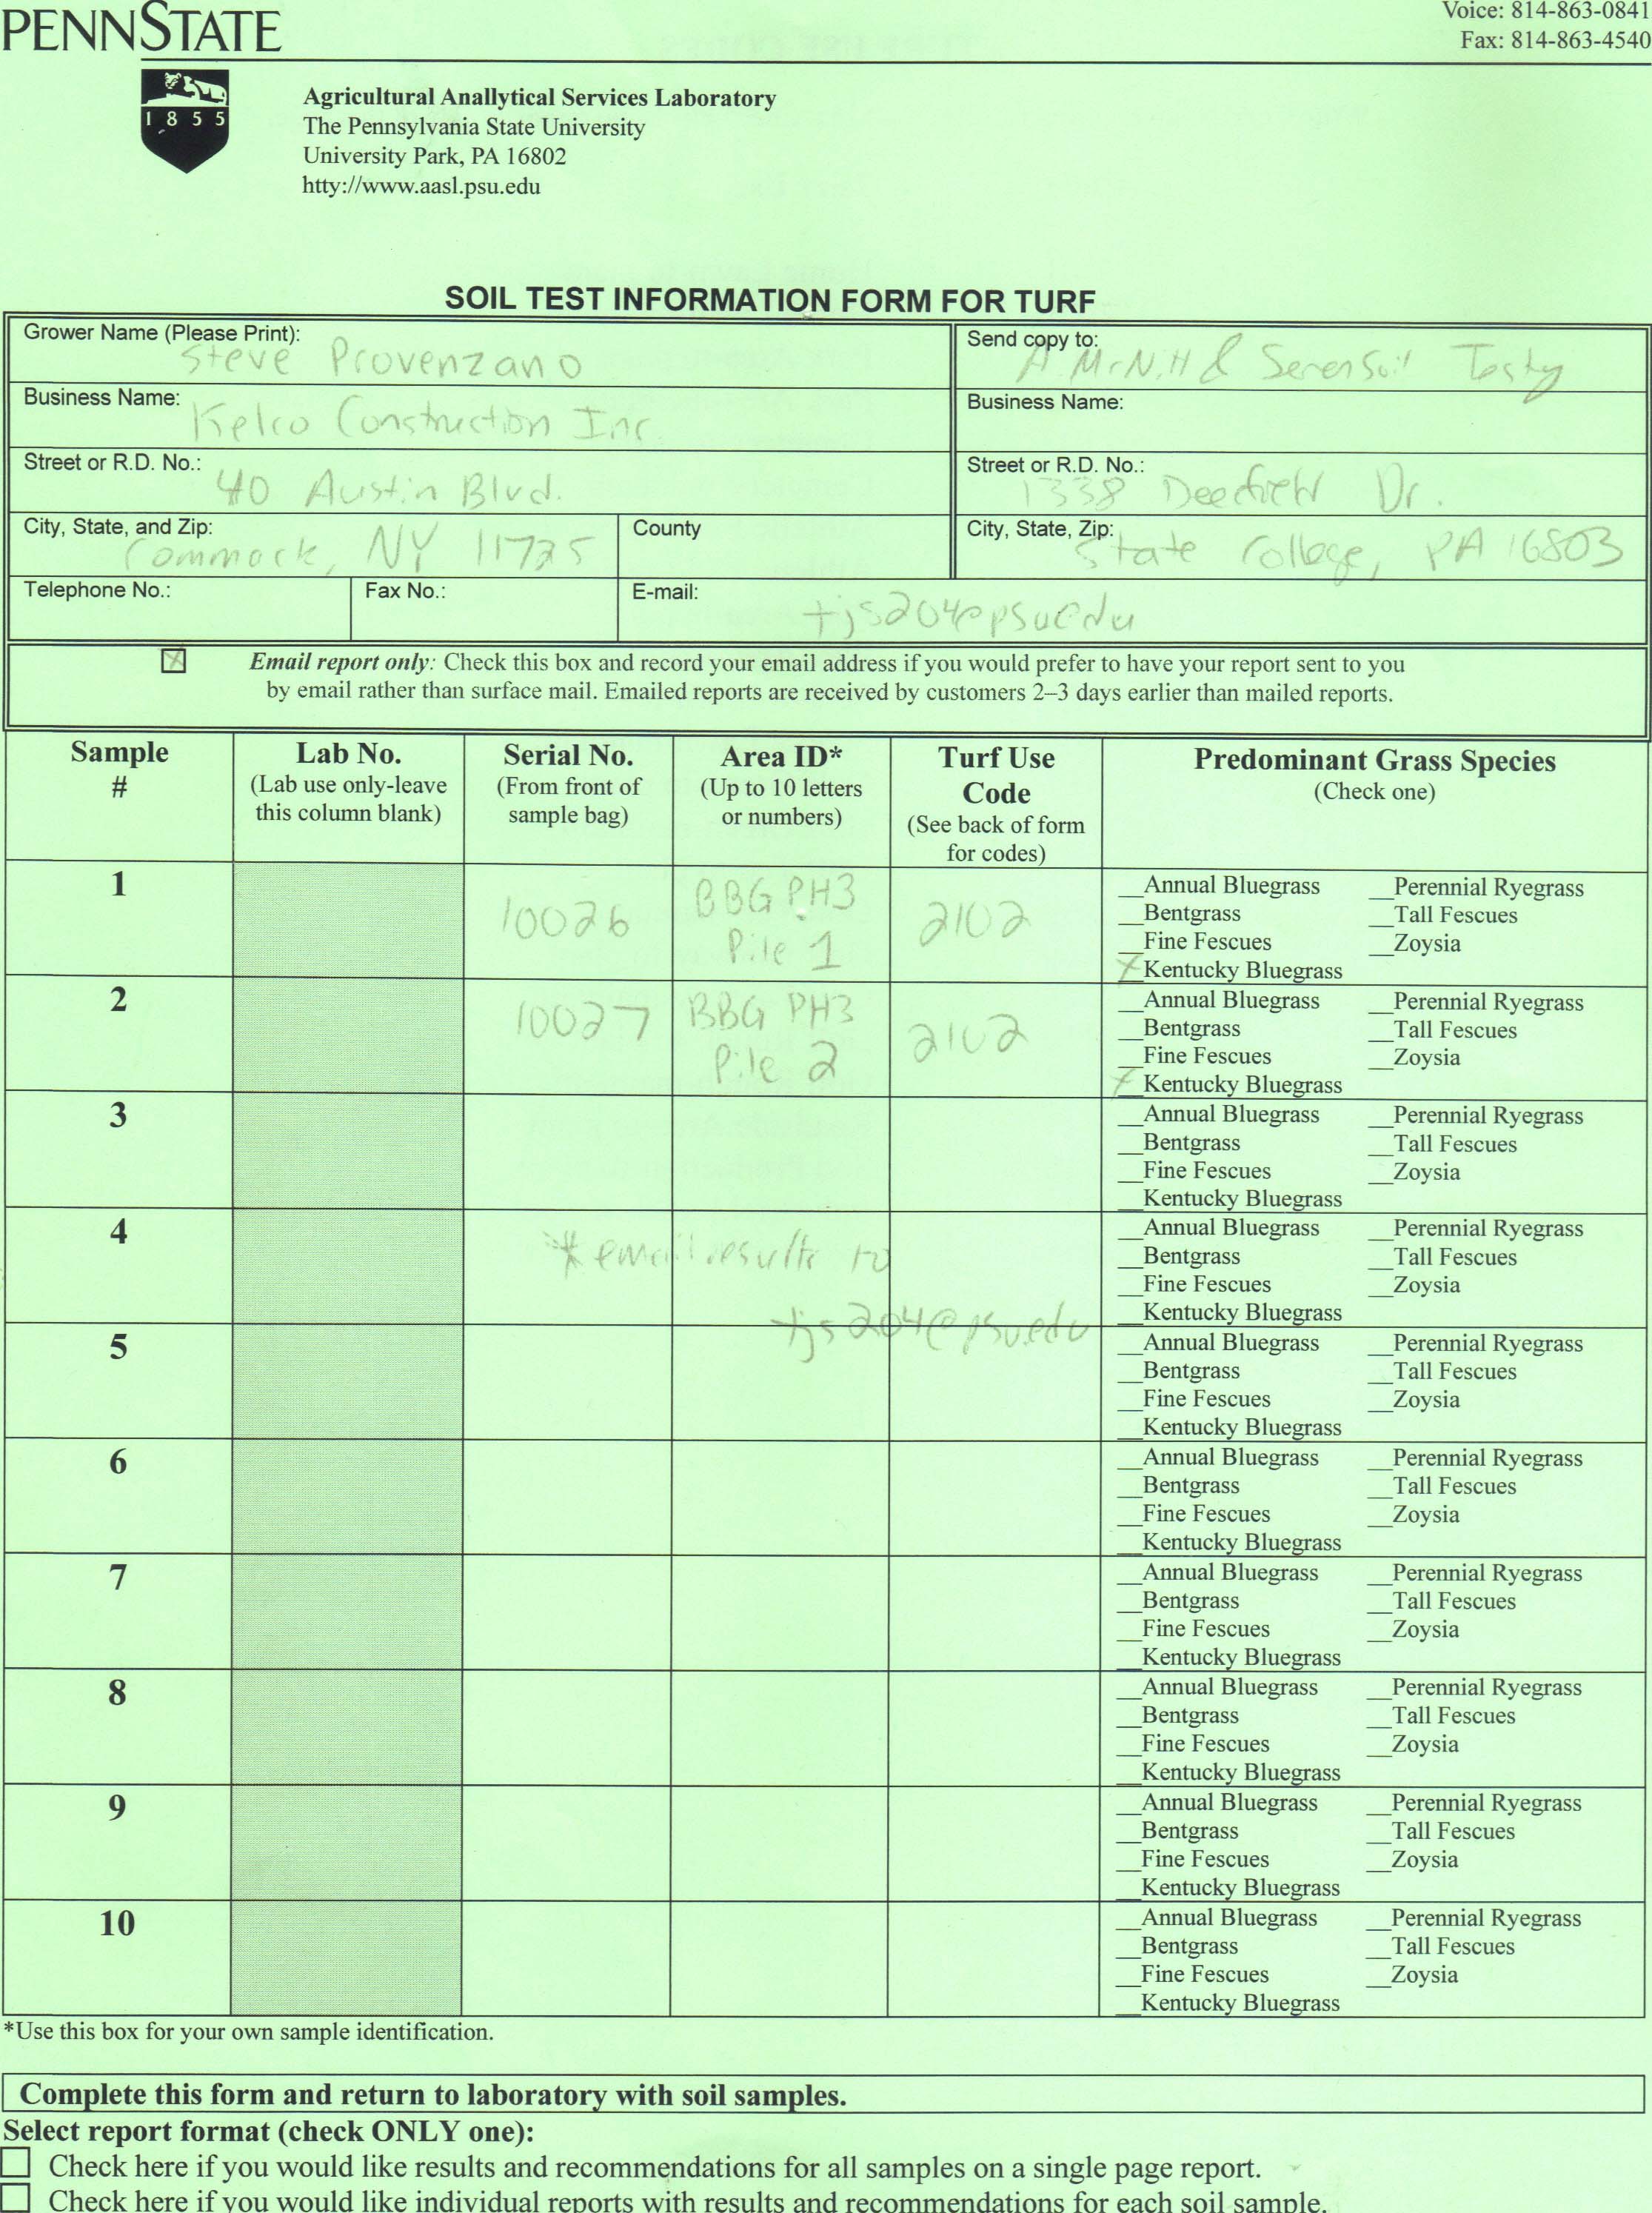 PENNSTATE
Voice: 814-863-0841
Fax: 814-863-4540
1855
Agricultural Anallytical Services Laboratory
The Pennsylvania State University
University Park, PA 16802
htty://www.aasl.psu.edu
SOIL TEST INFORMATION FORM FOR TURF
Grower Name (Please Print): Steve Provenzano
Send copy to: A. McNitt & Soil
Business Name: Kelco Construction Inc
Business Name:
Street or R.D. No.: 40 Austin Blvd.
Street or R.D. No.: 1338 Deerfield Dr.
City, State, and Zip: Commack, NY 11725
County
City, State, Zip: State College, PA 16803
Telephone No.:
Fax No.:
E-mail: tjs204@psu.edu
Email report only: Check this box and record your email address if you would prefer to have your report sent to you
by email rather than surface mail. Emailed reports are received by customers 2–3 days earlier than mailed reports.
Sample # Lab No. (Lab use only-leave this column blank) Serial No. (From front of sample bag) Area ID* (Up to 10 letters or numbers) Turf Use Code (See back of form for codes) Predominant Grass Species (Check one)
1 10026 BBG PH3 Pile 1 2102
__Annual Bluegrass __Perennial Ryegrass
__Bentgrass __Tall Fescues
__Fine Fescues __Zoysia
X Kentucky Bluegrass
2 10027 BBG PH3 Pile 2 2102
__Annual Bluegrass __Perennial Ryegrass
__Bentgrass __Tall Fescues
__Fine Fescues __Zoysia
X Kentucky Bluegrass
3
__Annual Bluegrass __Perennial Ryegrass
__Bentgrass __Tall Fescues
__Fine Fescues __Zoysia
__Kentucky Bluegrass
4
* email results to
__Annual Bluegrass __Perennial Ryegrass
__Bentgrass __Tall Fescues
__Fine Fescues __Zoysia
__Kentucky Bluegrass
tjs204@psu.edu
5
__Annual Bluegrass __Perennial Ryegrass
__Bentgrass __Tall Fescues
__Fine Fescues __Zoysia
__Kentucky Bluegrass
6
__Annual Bluegrass __Perennial Ryegrass
__Bentgrass __Tall Fescues
__Fine Fescues __Zoysia
__Kentucky Bluegrass
7
__Annual Bluegrass __Perennial Ryegrass
__Bentgrass __Tall Fescues
__Fine Fescues __Zoysia
__Kentucky Bluegrass
8
__Annual Bluegrass __Perennial Ryegrass
__Bentgrass __Tall Fescues
__Fine Fescues __Zoysia
__Kentucky Bluegrass
9
__Annual Bluegrass __Perennial Ryegrass
__Bentgrass __Tall Fescues
__Fine Fescues __Zoysia
__Kentucky Bluegrass
10
__Annual Bluegrass __Perennial Ryegrass
__Bentgrass __Tall Fescues
__Fine Fescues __Zoysia
__Kentucky Bluegrass
*Use this box for your own sample identification.
Complete this form and return to laboratory with soil samples.
Select report format (check ONLY one):
Check here if you would like results and recommendations for all samples on a single page report.
Check here if you would like individual reports with results and recommendations for each soil sample.